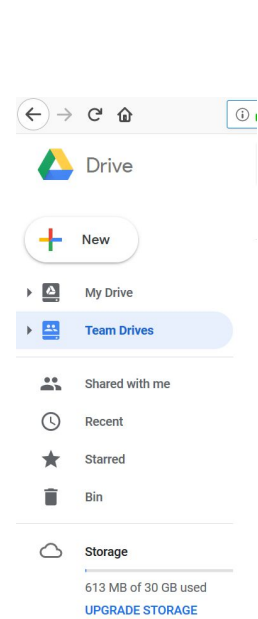 Drive
New
My Drive
Team Drives
Shared with me
Recent
Starred
Bin
Storage
613 MB of 30 GB used
UPGRADE STORAGE